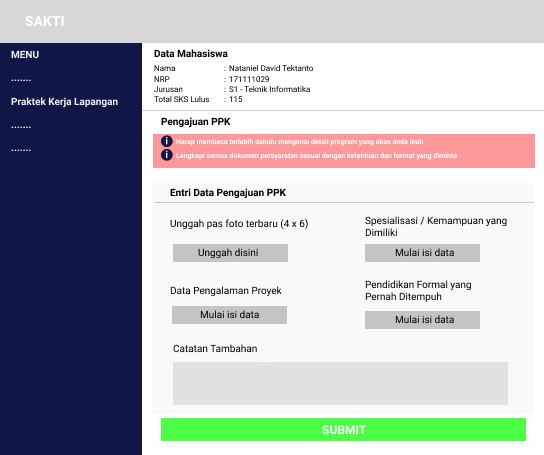 SAKTI
MENU
.......
Praktek Kerja Lapangan
.......
.......
Data Mahasiswa
Nama : Nataniel David Tektanto
NRP : 171111029
Jurusan : S1 - Teknik Informatika
Total SKS Lulus : 115
Pengajuan PPK
i Harap membaca terlebih dahulu mengenai detail program yang akan anda ikuti
i Lengkapi semua dokumen persyaratan sesuai dengan ketentuan dan format yang diminta
Entri Data Pengajuan PPK
Unggah pas foto terbaru (4 x 6)
Unggah disini
Spesialisasi / Kemampuan yang
Dimiliki
Mulai isi data
Data Pengalaman Proyek
Mulai isi data
Pendidikan Formal yang
Pernah Ditempuh
Mulai isi data
Catatan Tambahan
SUBMIT